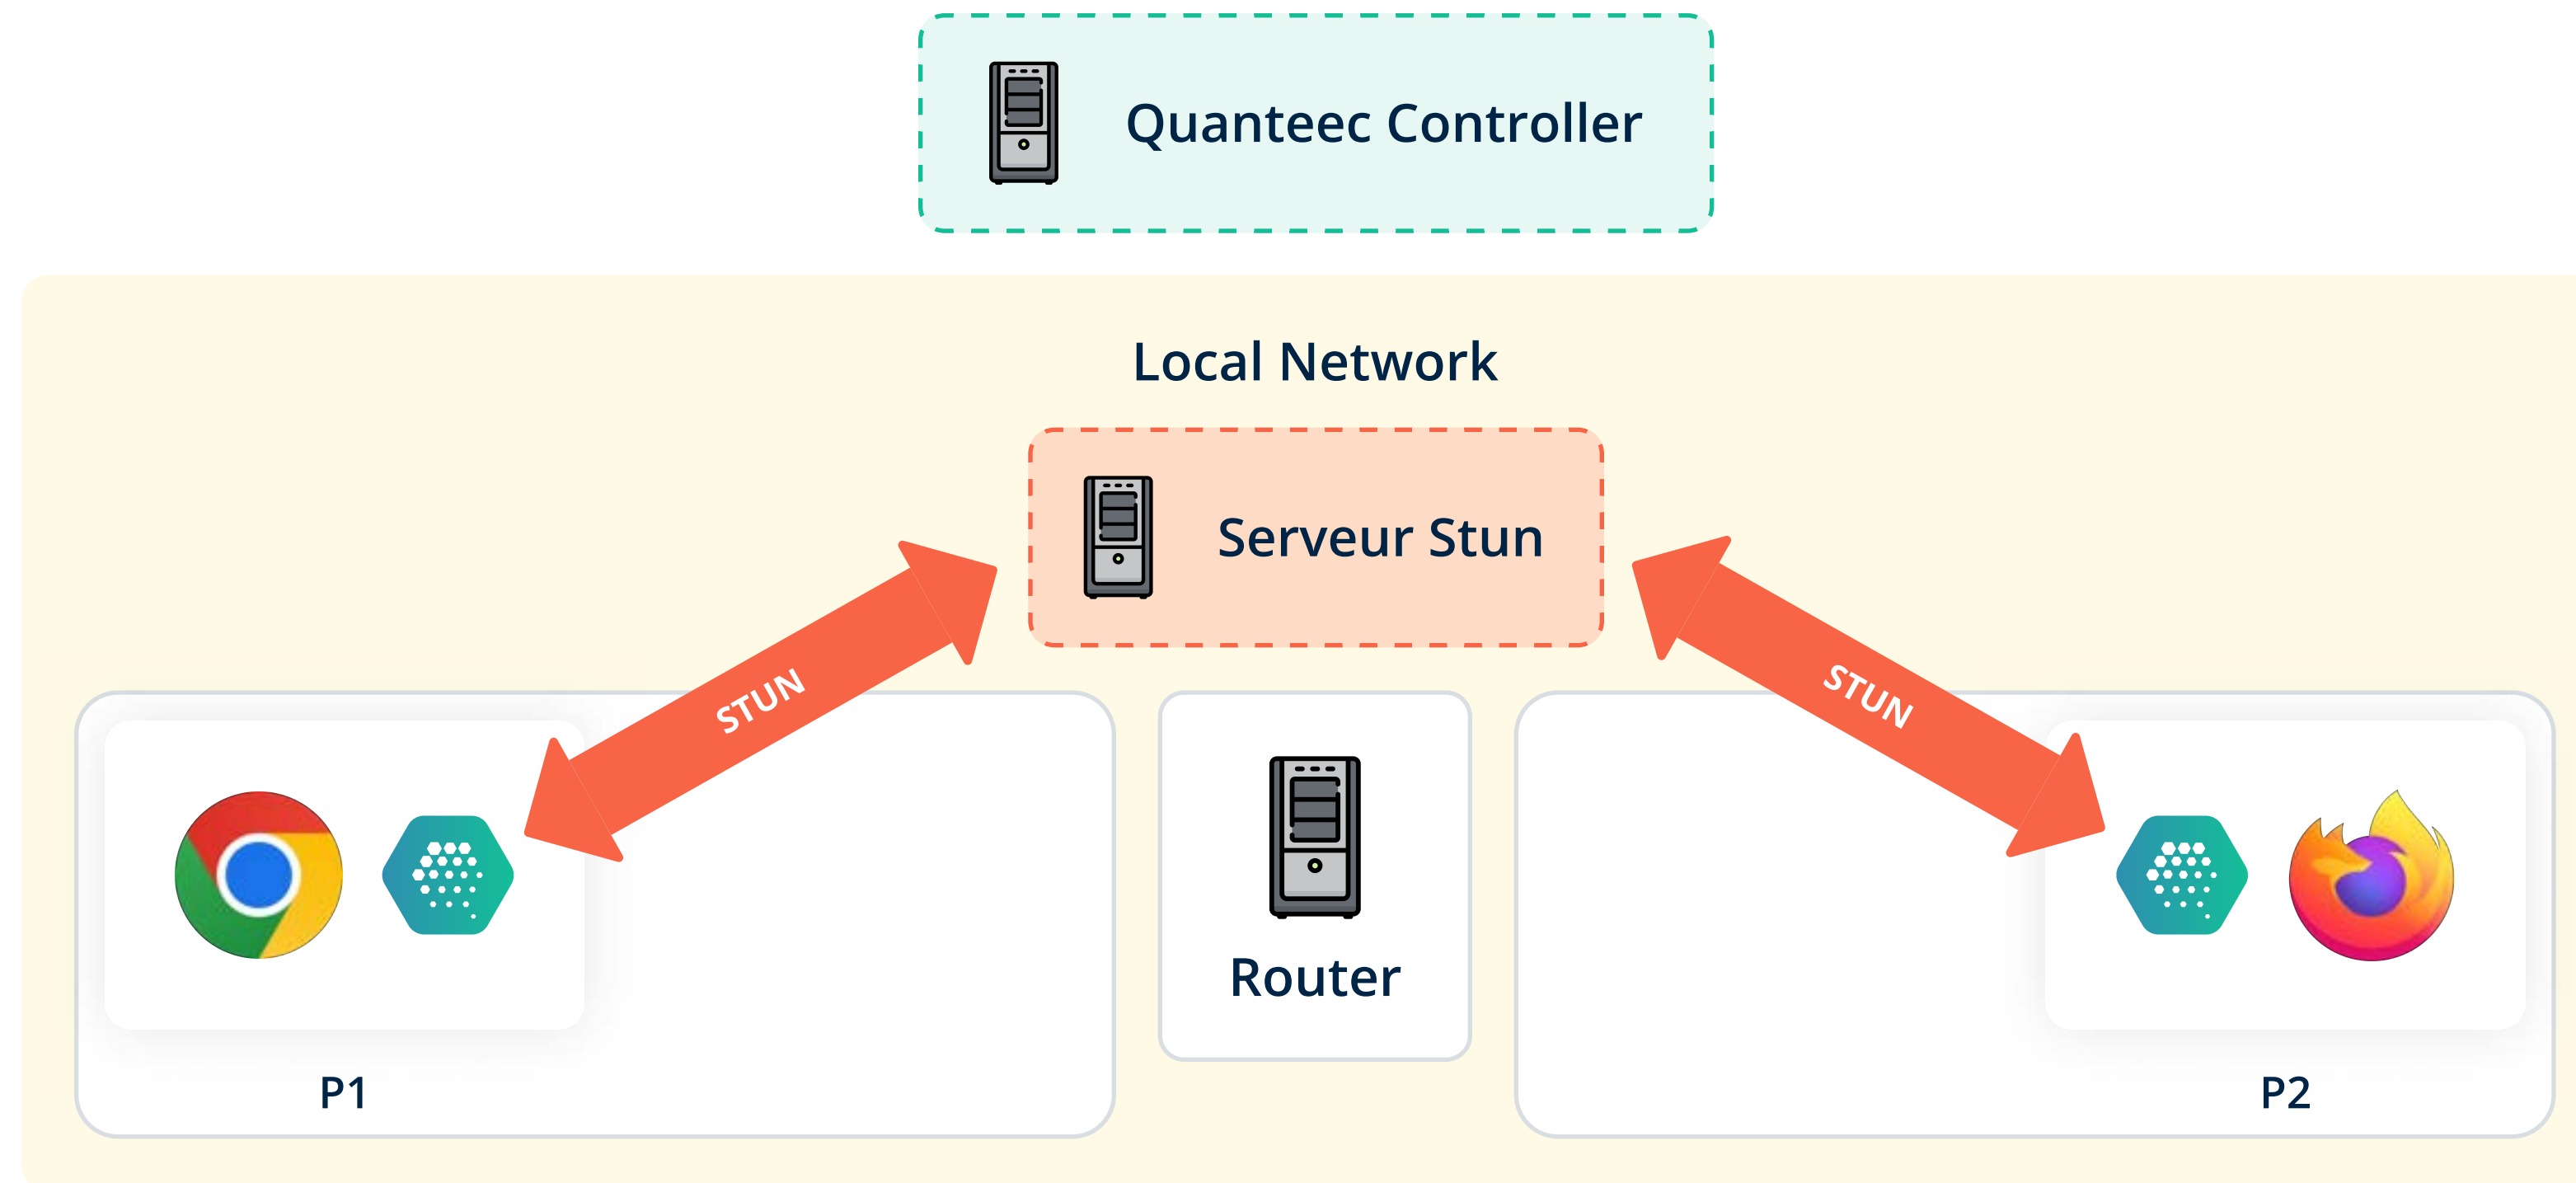 Quanteec Controller
Local Network
Serveur Stun
STUN
STUN
Router
P1
P2